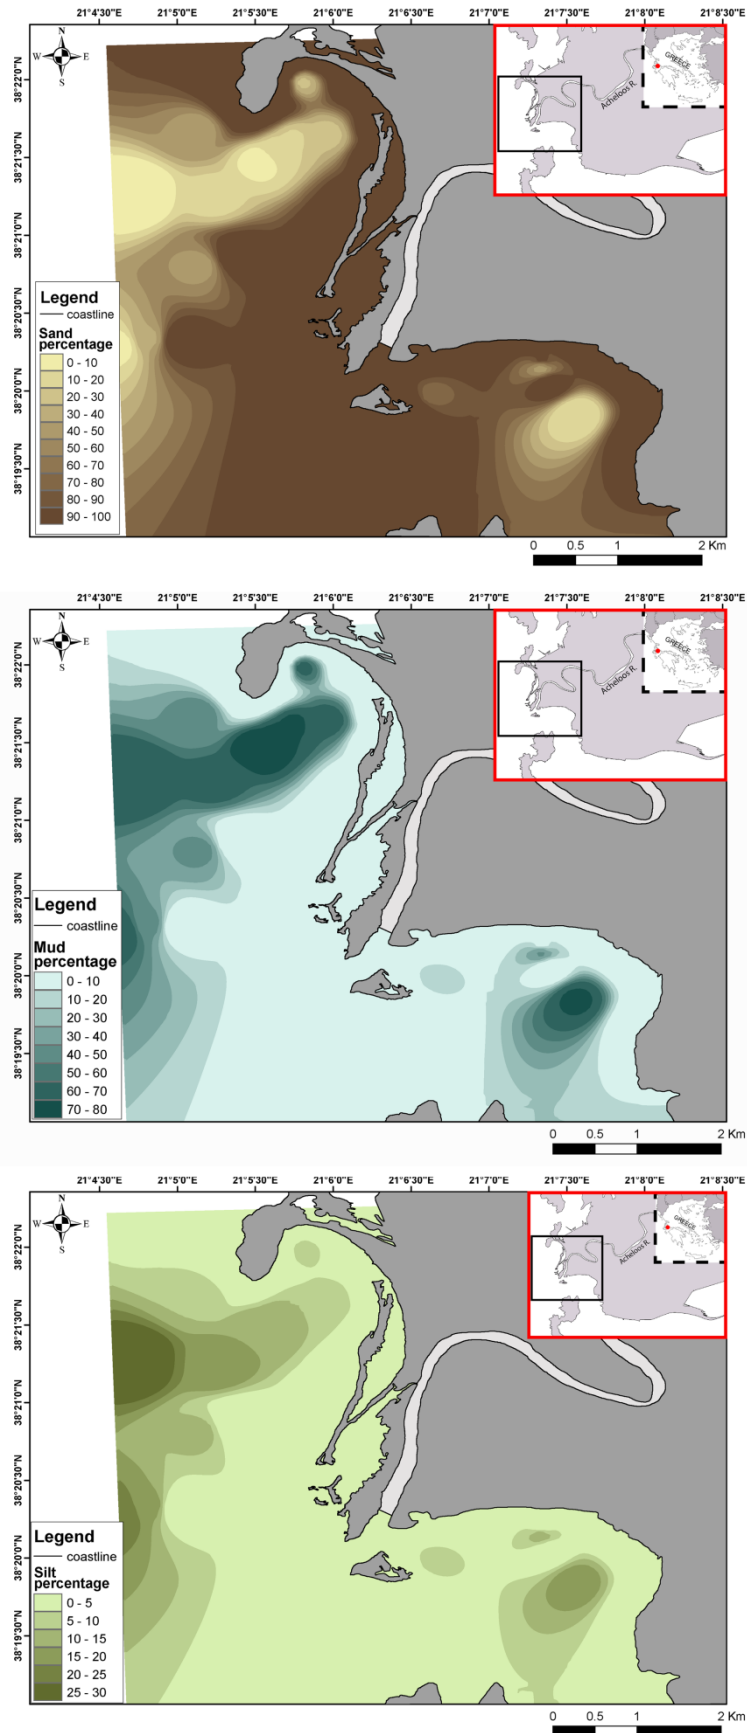 21°4'30"E 21°5'0"E 21°5'30"E 21°6'0"E 21°6'30"E 21°7'0"E 21°7'30"E 21°8'0"E 21°8'30"E
N
W E
S
38°22'0"N
38°21'30"N
38°21'0"N
38°20'30"N
38°20'0"N
38°19'30"N
GREECE
Acheloos R.
Legend
coastline
Sand
percentage
0 - 10
10 - 20
20 - 30
30 - 40
40 - 50
50 - 60
60 - 70
70 - 80
80 - 90
90 - 100
0 0.5 1 2 Km
21°4'30"E 21°5'0"E 21°5'30"E 21°6'0"E 21°6'30"E 21°7'0"E 21°7'30"E 21°8'0"E 21°8'30"E
N
W E
S
38°22'0"N
38°21'30"N
38°21'0"N
38°20'30"N
38°20'0"N
38°19'30"N
GREECE
Acheloos R.
Legend
coastline
Mud
percentage
0 - 10
10 - 20
20 - 30
30 - 40
40 - 50
50 - 60
60 - 70
70 - 80
0 0.5 1 2 Km
21°4'30"E 21°5'0"E 21°5'30"E 21°6'0"E 21°6'30"E 21°7'0"E 21°7'30"E 21°8'0"E 21°8'30"E
N
W E
S
38°22'0"N
38°21'30"N
38°21'0"N
38°20'30"N
38°20'0"N
38°19'30"N
GREECE
Acheloos R.
Legend
coastline
Silt
percentage
0 - 5
5 - 10
10 - 15
15 - 20
20 - 25
25 - 30
0 0.5 1 2 Km